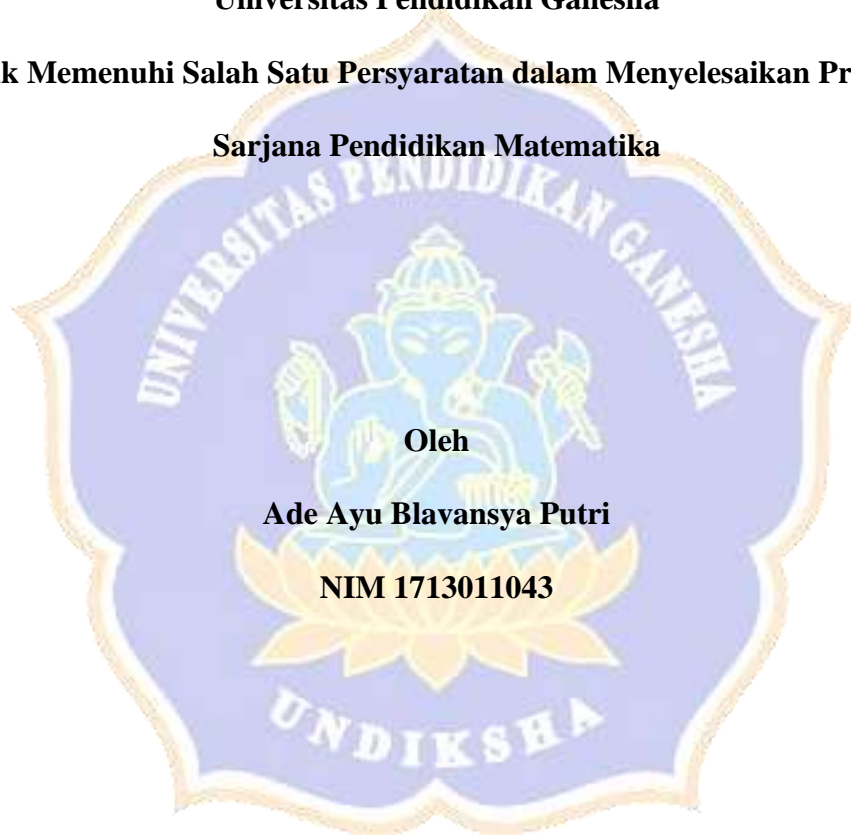 Universitas Pendidikan Ganesha
Memenuhi Salah Satu Persyaratan dalam Menyelesaikan
Sarjana Pendidikan Matematika
UNIVERSITAS PENDIDIKAN GANESHA
Oleh
Ade Ayu Blavansya Putri
NIM 1713011043
UNDIKSHA